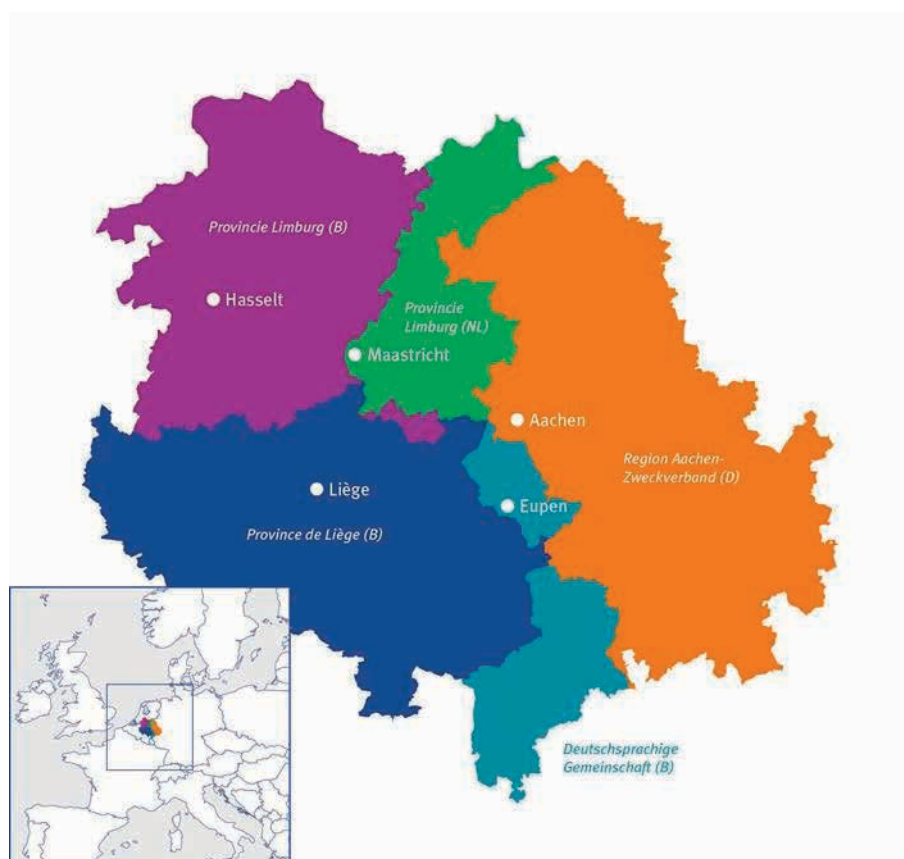 Provincie Limburg (B)
Hasselt
Provincie
Limburg (NL)
Maastricht
Aachen
Region Aachen-
Zweckverband (D)
Liège
Eupen
Province de Liège (B)
Deutschsprachige
Gemeinschaft (B)